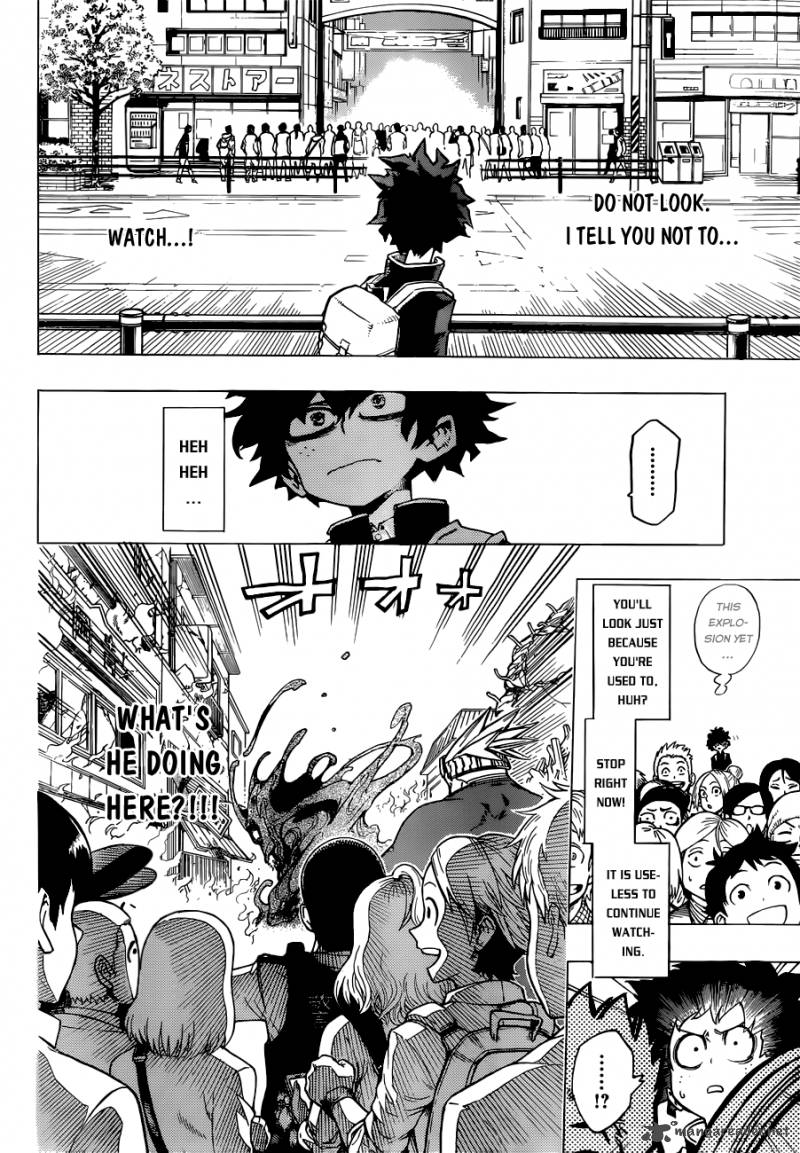 ネストアー
DO NOT LOOK.
I TELL YOU NOT TO...
WATCH...!
.......
HEH
HEH
...
THIS
EXPLO-
SION YET
...
YOU'LL
LOOK JUST
BECAUSE
YOU'RE
USED TO,
HUH?
STOP
RIGHT
NOW!
IT IS USE-
LESS TO
CONTINUE
WATCH-
ING.
オオォ
WHAT'S
HE DOING
HERE?!!!
......
!?